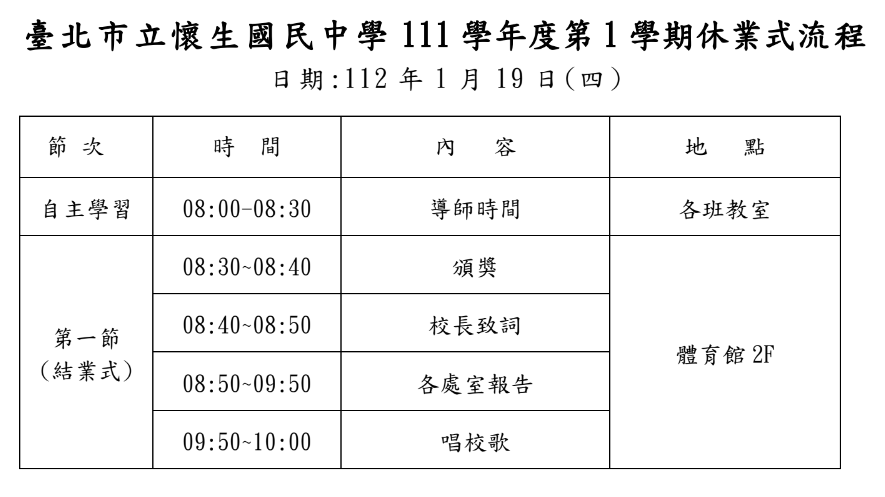 臺北市立懷生國民中學 111 學年度第 1 學期休業式流程
日期:112 年 1 月 19 日(四)
節 次 時 間 內 容 地 點
自主學習 08:00-08:30 導師時間 各班教室
08:30~08:40 頒獎
第一節
(結業式)
08:40~08:50 校長致詞
體育館 2F
08:50~09:50 各處室報告
09:50~10:00 唱校歌